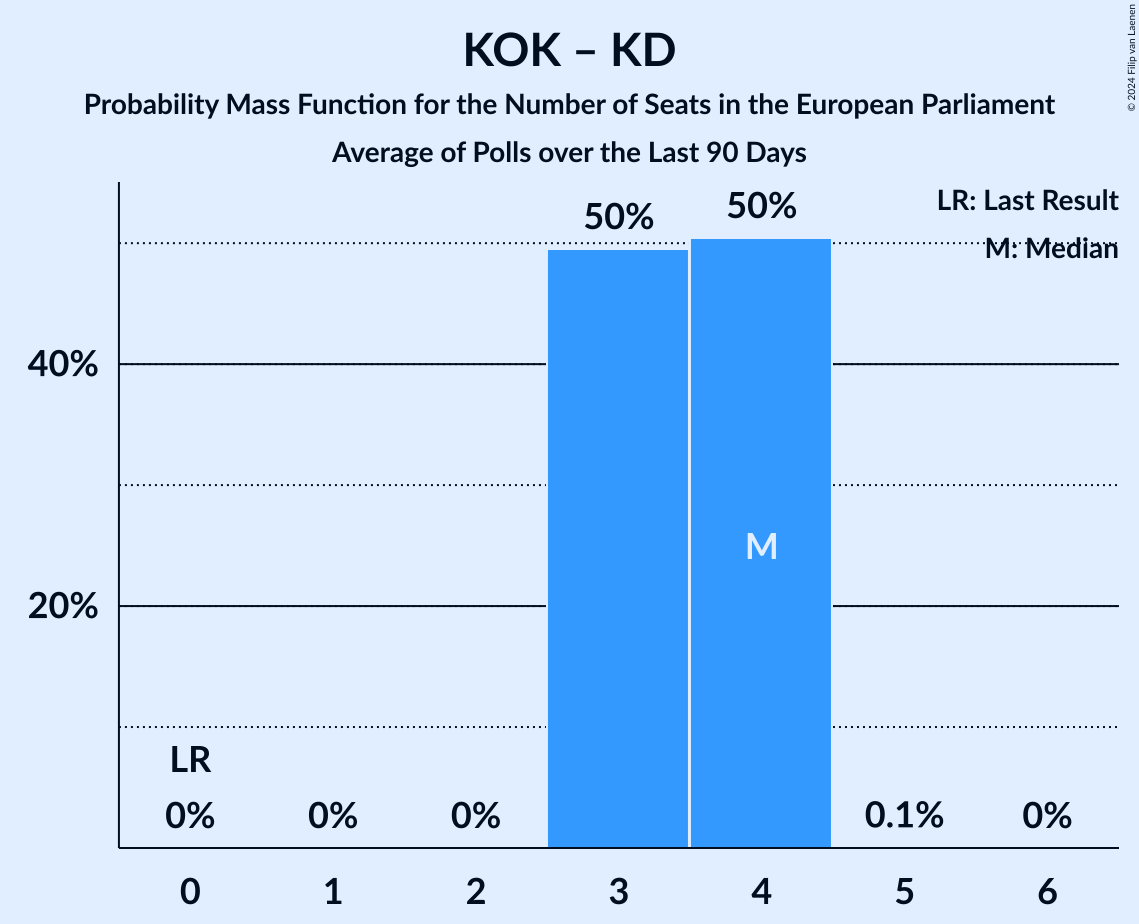 KOK – KD
Probability Mass Function for the Number of Seats in the European Parliament
Average of Polls over the Last 90 Days
© 2024 Filip van Laenen
LR: Last Result
M: Median
50%
50%
40%
20%
M
LR
0%
0%
0%
0.1%
0%
0
1
2
3
4
5
6